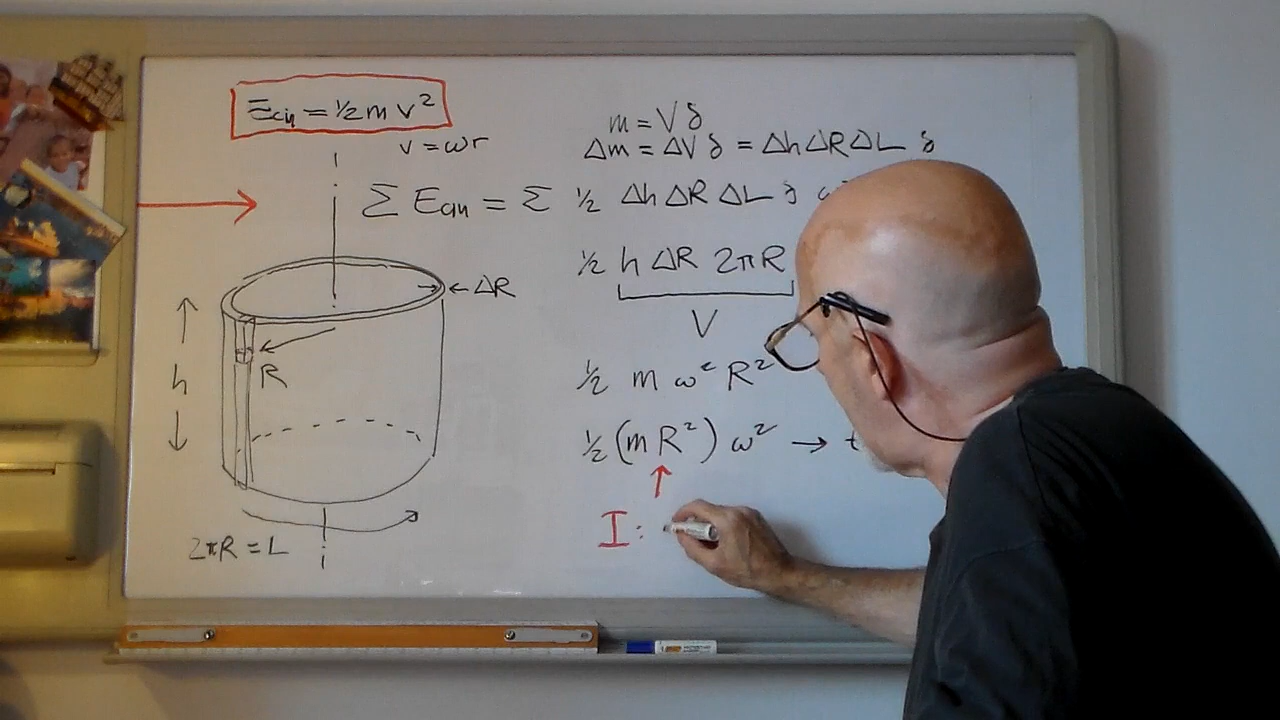 Ecin = ½ m v²
v = ωr
m = V δ
Δm = ΔV δ = Δh ΔR ΔL δ
Σ Ecin = Σ ½ Δh ΔR ΔL δ
½ h ΔR 2πR
V
½ m ω² R²
½ (m R²) ω² →
I:
ΔR
R
h
2πR = L